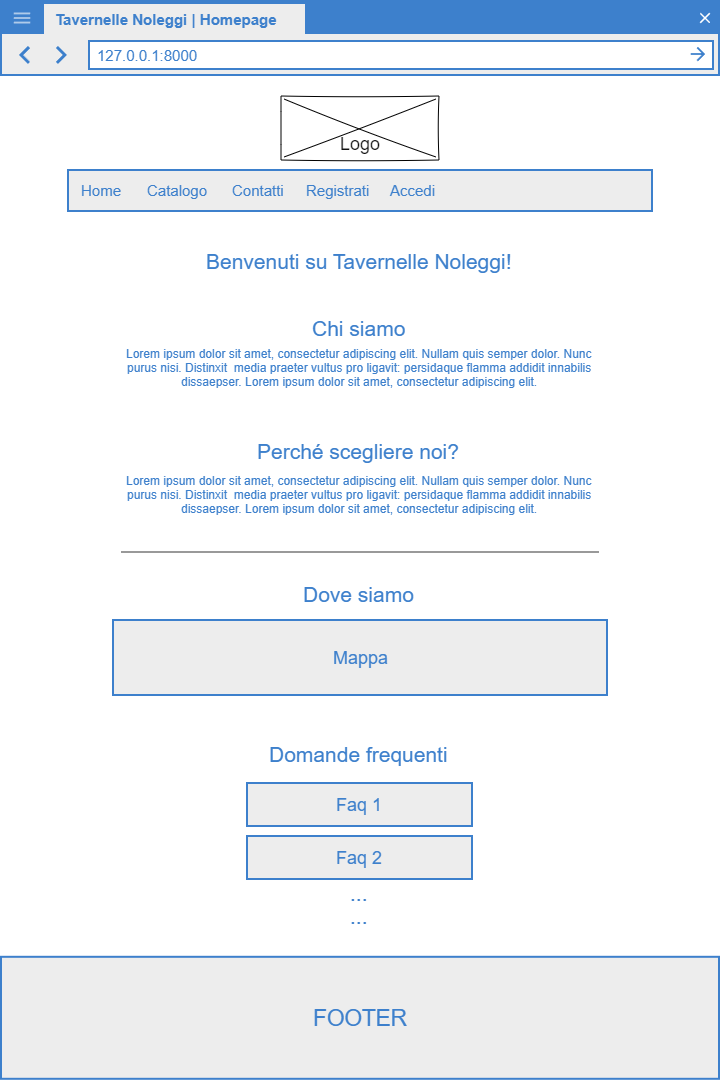 Tavernelle Noleggi | Homepage
127.0.0.1:8000
Logo
Home Catalogo Contatti Registrati Accedi
Benvenuti su Tavernelle Noleggi!
Chi siamo
Lorem ipsum dolor sit amet, consectetur adipiscing elit. Nullam quis semper dolor. Nunc
purus nisi. Distinxit  media praeter vultus pro ligavit: persidaque flamma addidit innabilis
dissaepser. Lorem ipsum dolor sit amet, consectetur adipiscing elit.
Perché scegliere noi?
Lorem ipsum dolor sit amet, consectetur adipiscing elit. Nullam quis semper dolor. Nunc
purus nisi. Distinxit  media praeter vultus pro ligavit: persidaque flamma addidit innabilis
dissaepser. Lorem ipsum dolor sit amet, consectetur adipiscing elit.
Dove siamo
Mappa
Domande frequenti
Faq 1
Faq 2
...
...
FOOTER